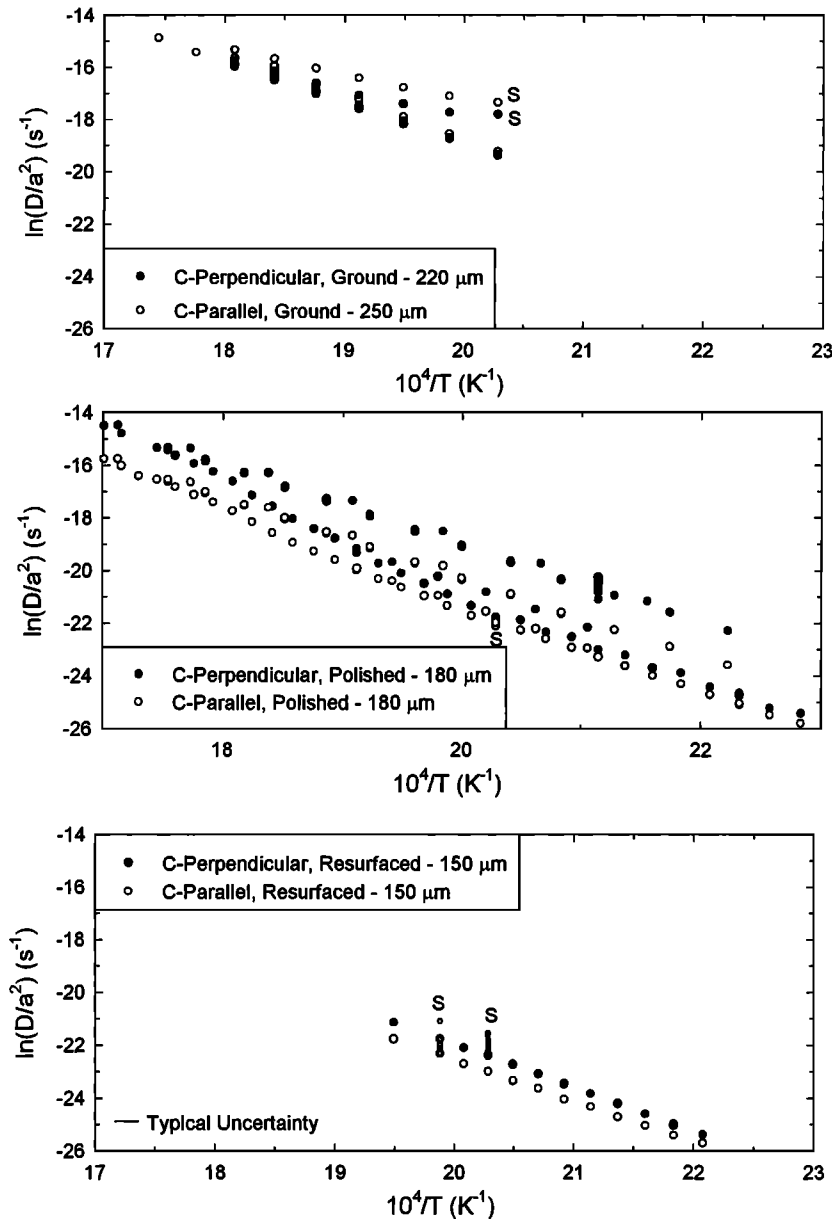 -14
-16
-18
-20
-22
-24
-26
ln(D/a²) (s⁻¹)
S
S
C-Perpendicular, Ground - 220 μm
C-Parallel, Ground - 250 μm
17 18 19 20 21 22 23
10⁴/T (K⁻¹)
-14
-16
-18
-20
-22
-24
-26
ln(D/a²) (s⁻¹)
S
C-Perpendicular, Polished - 180 μm
C-Parallel, Polished - 180 μm
18 20 22
10⁴/T (K⁻¹)
-14
-16
-18
-20
-22
-24
-26
ln(D/a²) (s⁻¹)
C-Perpendicular, Resurfaced - 150 μm
C-Parallel, Resurfaced - 150 μm
S
S
Typical Uncertainty
17 18 19 20 21 22 23
10⁴/T (K⁻¹)